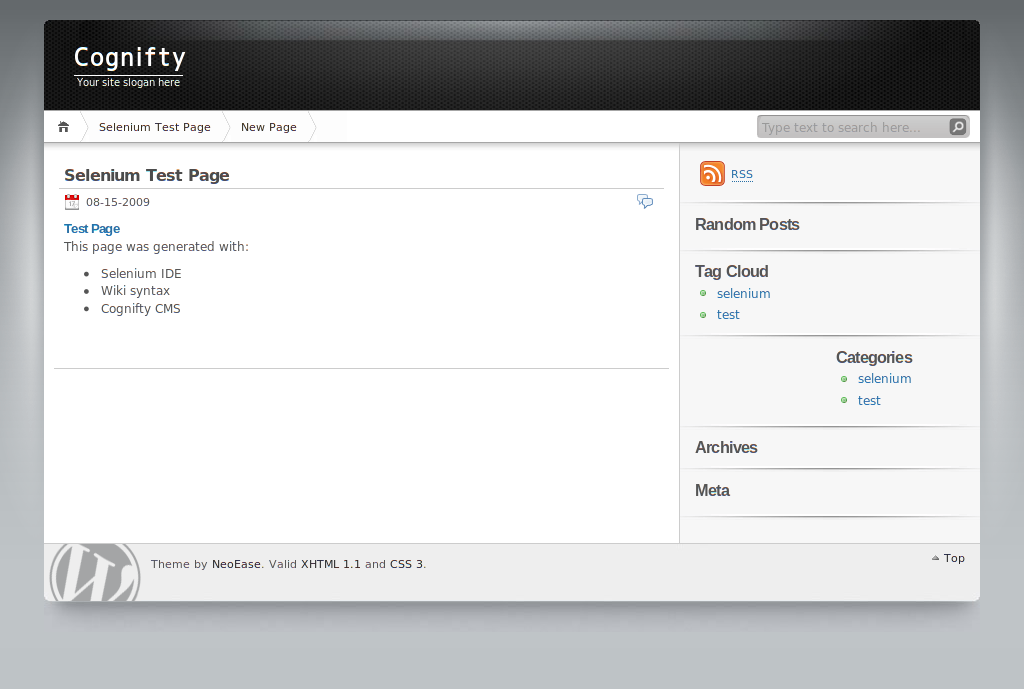 Cognifty
Your site slogan here
Selenium Test Page
New Page
Type text to search here...
Selenium Test Page
08-15-2009
Test Page
This page was generated with:
Selenium IDE
Wiki syntax
Cognifty CMS
RSS
Random Posts
Tag Cloud
selenium
test
Categories
selenium
test
Archives
Meta
Theme by NeoEase. Valid XHTML 1.1 and CSS 3.
Top